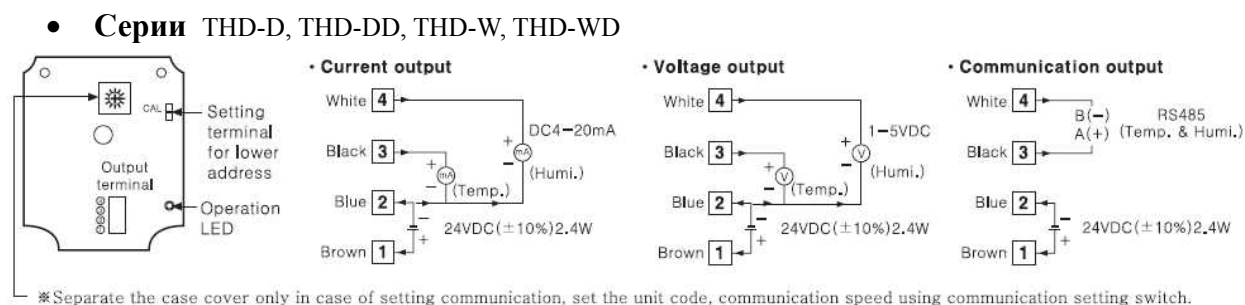 • Серии THD-D, THD-DD, THD-W, THD-WD
CAL
Setting
terminal
for lower
address
Output
terminal
④
③
②
①
Operation
LED
• Current output
White 4
DC4-20mA
+
mA
−
(Humi.)
Black 3
+
mA
−
(Temp.)
Blue 2
−
+
24VDC(±10%)2.4W
Brown 1
• Voltage output
White 4
1-5VDC
+
V
−
(Humi.)
Black 3
+
V
−
(Temp.)
Blue 2
−
+
24VDC(±10%)2.4W
Brown 1
• Communication output
White 4
B(−)
A(+)
RS485
(Temp. & Humi.)
Black 3
Blue 2
−
+
24VDC(±10%)2.4W
Brown 1
※Separate the case cover only in case of setting communication, set the unit code, communication speed using communication setting switch.